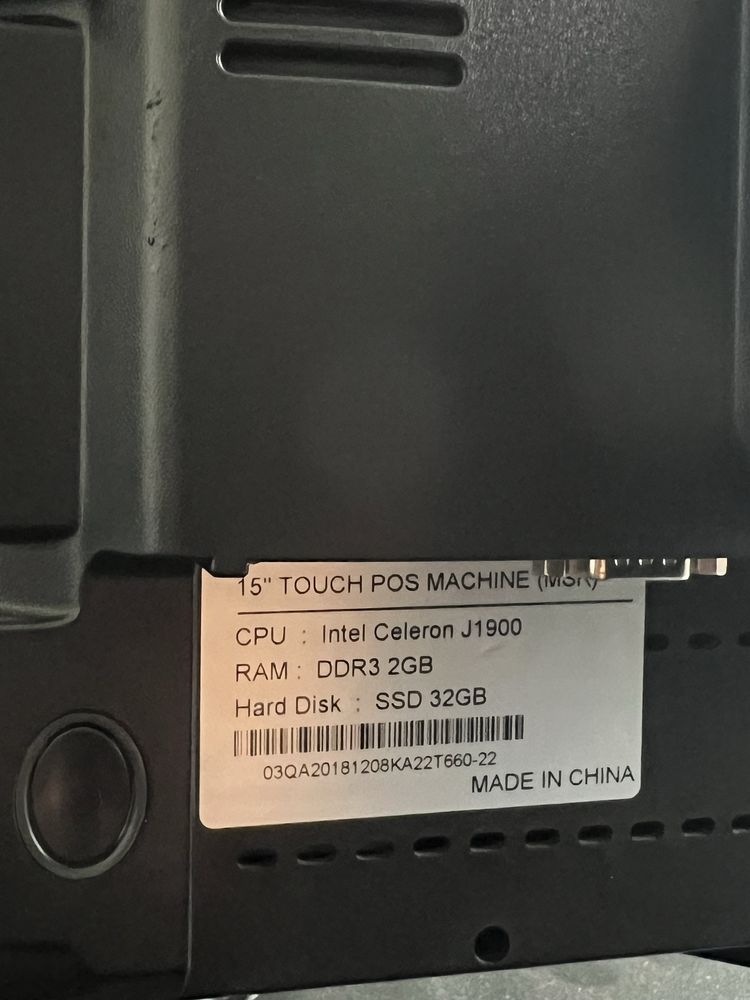 15" TOUCH POS MACHINE (MSR)
CPU : Intel Celeron J1900
RAM : DDR3 2GB
Hard Disk : SSD 32GB
03QA20181208KA22T660-22
MADE IN CHINA